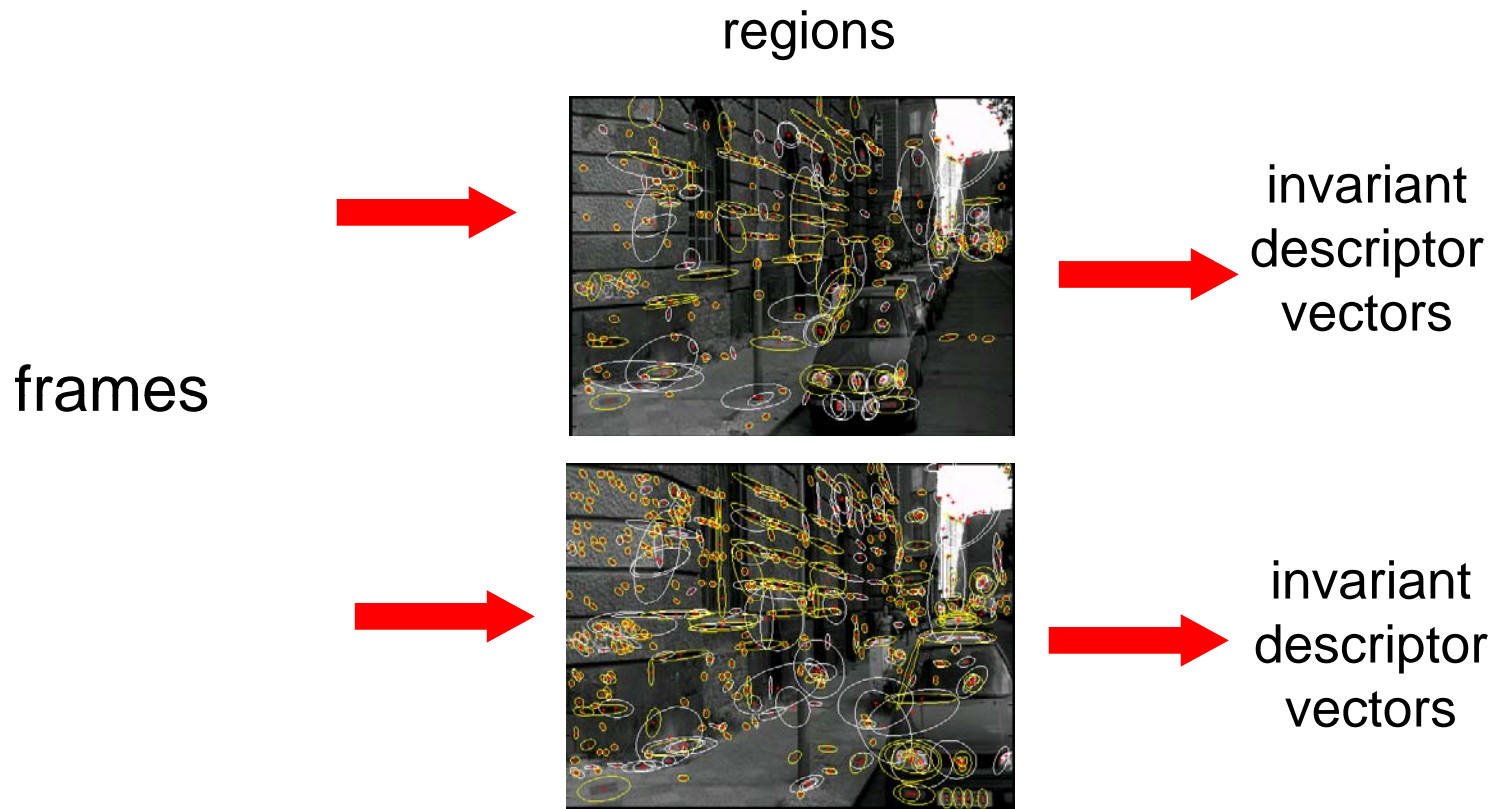 regions
frames
invariant
descriptor
vectors
invariant
descriptor
vectors